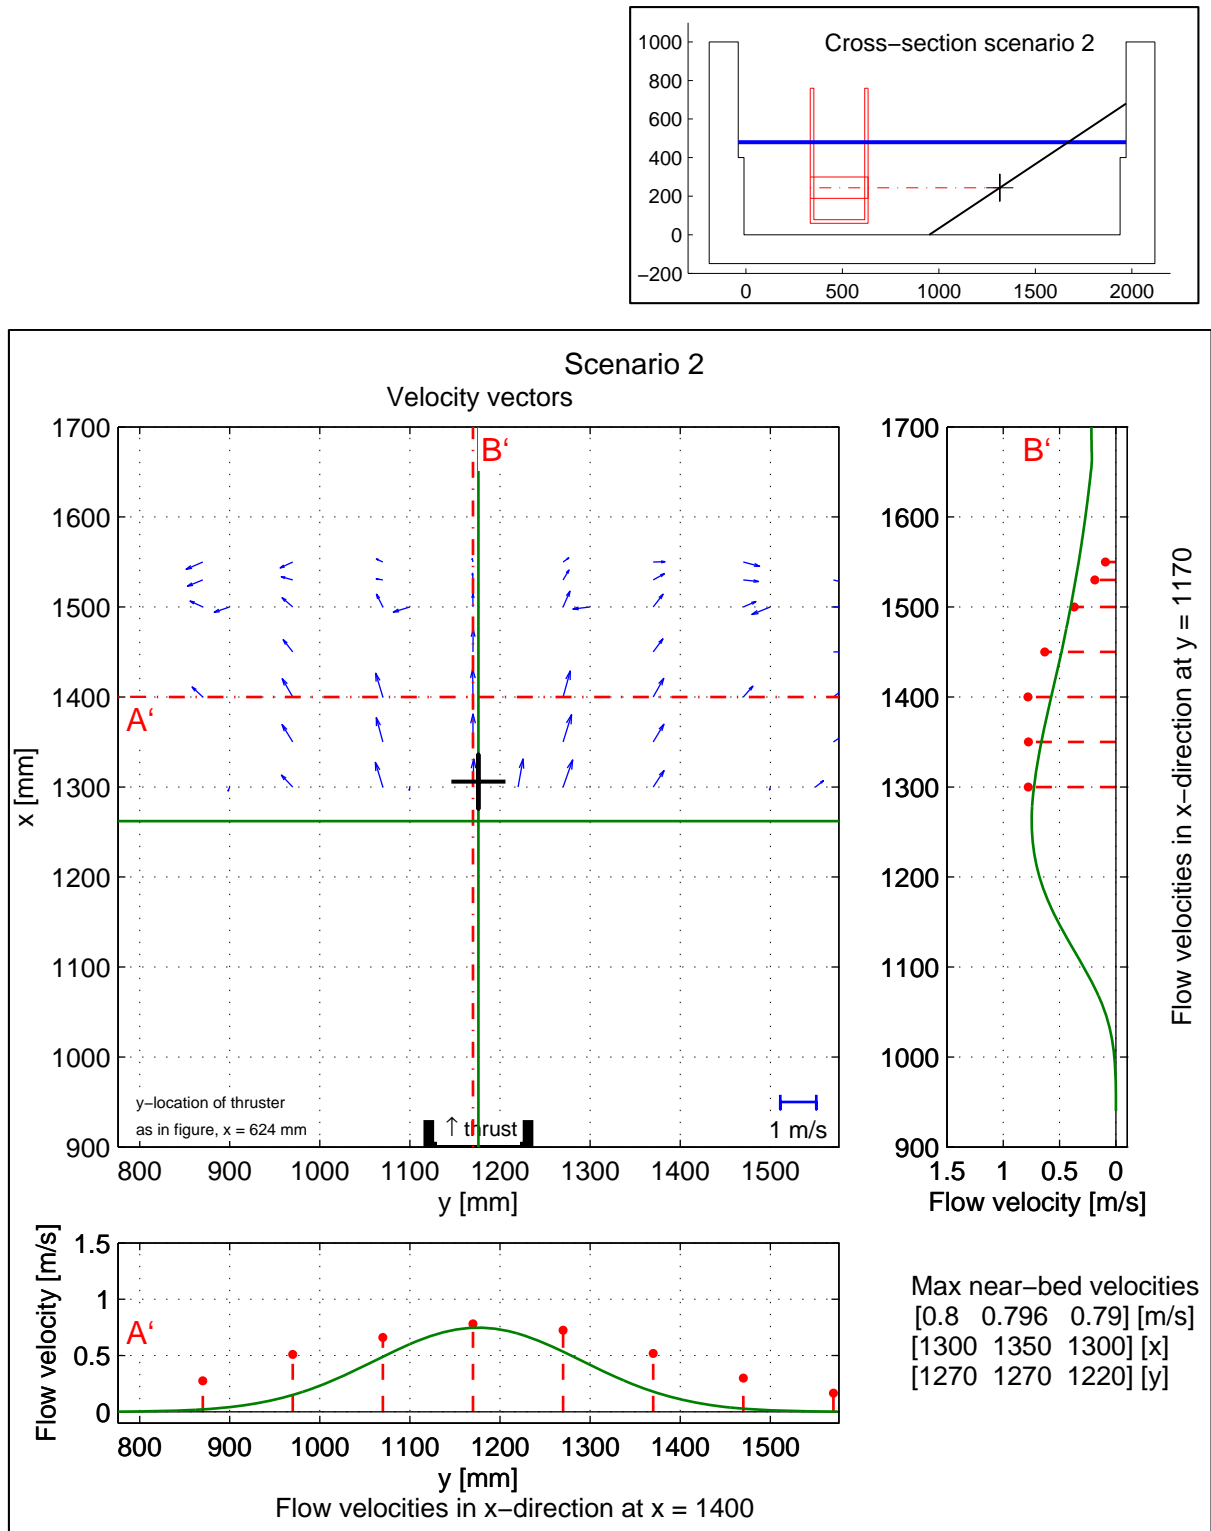 Cross−section scenario 2
1000
800
600
400
200
0
−200
0 500 1000 1500 2000
Scenario 2
Velocity vectors
1700
1600
1500
1400
1300
1200
1100
1000
900
x [mm]
B‘
A‘
y−location of thruster
as in figure, x = 624 mm
↑ thrust
1 m/s
800 900 1000 1100 1200 1300 1400 1500
y [mm]
B‘
1700
1600
1500
1400
1300
1200
1100
1000
900
1.5 1 0.5 0
Flow velocity [m/s]
Flow velocities in x−direction at y = 1170
Flow velocity [m/s]
1.5
1
0.5
0
A‘
800 900 1000 1100 1200 1300 1400 1500
y [mm]
Flow velocities in x−direction at x = 1400
Max near−bed velocities
[0.8 0.796 0.79] [m/s]
[1300 1350 1300] [x]
[1270 1270 1220] [y]